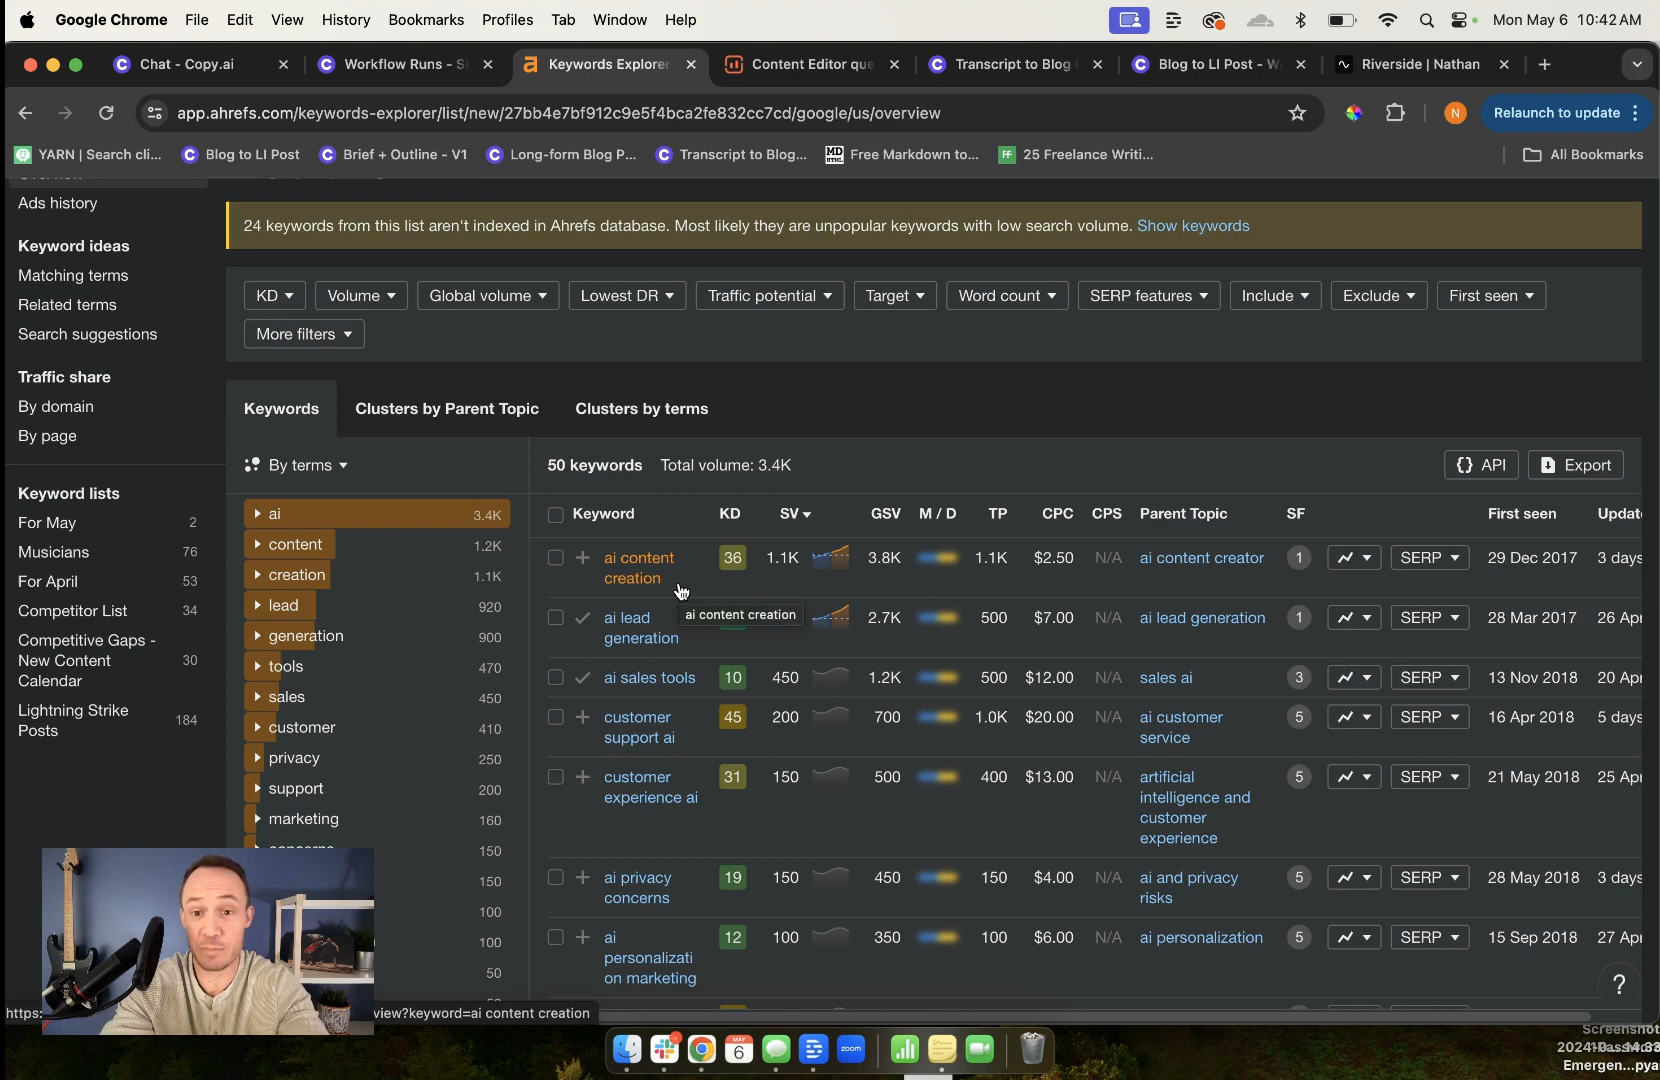 Google Chrome File Edit View History Bookmarks Profiles Tab Window Help Mon May 6 10:42 AM
Chat - Copy.ai Workflow Runs - S Keywords Explorer Content Editor que Transcript to Blog Blog to LI Post - W Riverside | Nathan
app.ahrefs.com/keywords-explorer/list/new/27bb4e7bf912c9e5f4bca2fe832cc7cd/google/us/overview N Relaunch to update
YARN | Search cli... Blog to LI Post Brief + Outline - V1 Long-form Blog P... Transcript to Blog... MD HTML Free Markdown to... FF 25 Freelance Writi... All Bookmarks
Ads history
Keyword ideas
Matching terms
Related terms
Search suggestions
Traffic share
By domain
By page
Keyword lists
For May 2
Musicians 76
For April 53
Competitor List 34
Competitive Gaps -
New Content 30
Calendar
Lightning Strike
Posts 184
24 keywords from this list aren't indexed in Ahrefs database. Most likely they are unpopular keywords with low search volume. Show keywords
KD Volume Global volume Lowest DR Traffic potential Target Word count SERP features Include Exclude First seen
More filters
Keywords Clusters by Parent Topic Clusters by terms
By terms
ai 3.4K
content 1.2K
creation 1.1K
lead 920
generation 900
tools 470
sales 450
customer 410
privacy 250
support 200
marketing 160
150
150
100
100
50
50 keywords Total volume: 3.4K API Export
Keyword KD SV GSV M / D TP CPC CPS Parent Topic SF First seen Updat
ai content 36 1.1K 3.8K 1.1K $2.50 N/A ai content creator 1 SERP 29 Dec 2017 3 days
creation
ai content creation
ai lead 2.7K 500 $7.00 N/A ai lead generation 1 SERP 28 Mar 2017 26 Apr
generation
ai sales tools 10 450 1.2K 500 $12.00 N/A sales ai 3 SERP 13 Nov 2018 20 Apr
customer 45 200 700 1.0K $20.00 N/A ai customer 5 SERP 16 Apr 2018 5 days
support ai service
customer 31 150 500 400 $13.00 N/A artificial 5 SERP 21 May 2018 25 Apr
experience ai intelligence and
customer
experience
ai privacy 19 150 450 150 $4.00 N/A ai and privacy 5 SERP 28 May 2018 3 days
concerns risks
ai 12 100 350 100 $6.00 N/A ai personalization 5 SERP 15 Sep 2018 27 Apr
personalizati
on marketing
?
https: view?keyword=ai content creation
MAY 6 zoom
Screenshot
Emergen...pya